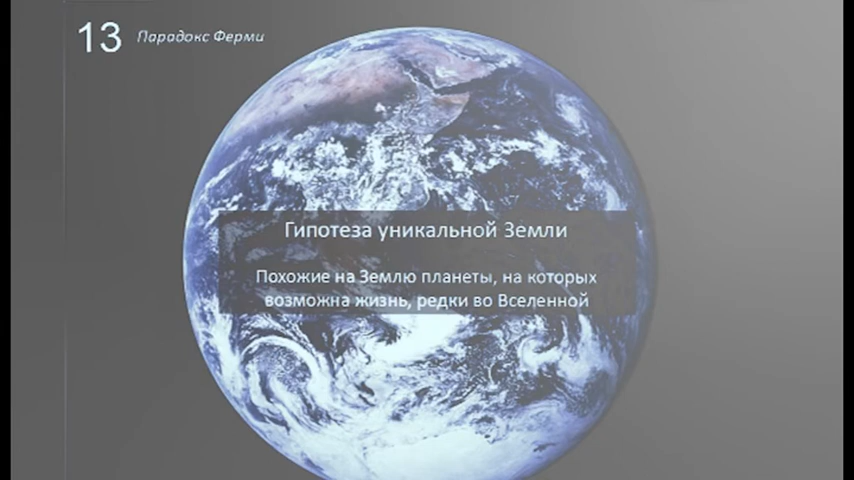 13 Парадокс Ферми
Гипотеза уникальной Земли
Похожие на Землю планеты, на которых
возможна жизнь, редки во Вселенной